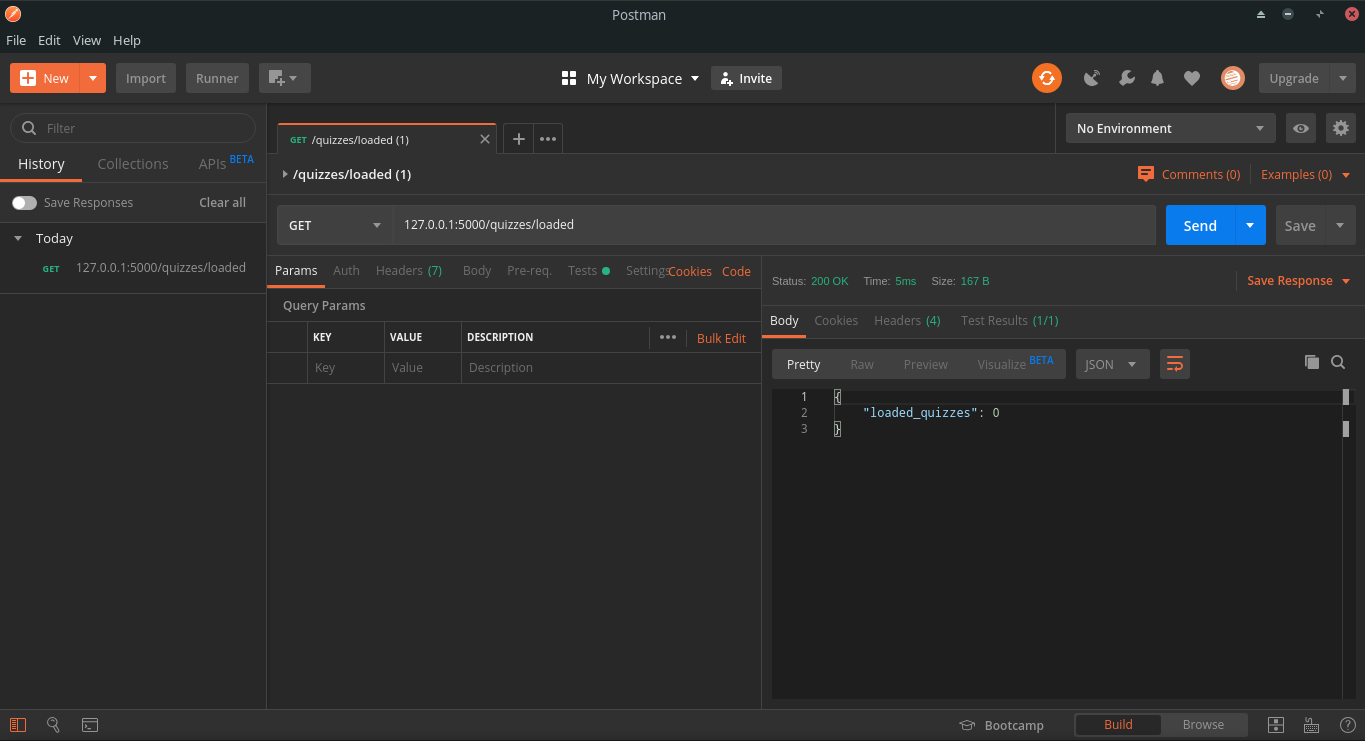 Postman
File Edit View Help
New Import Runner My Workspace Invite Upgrade
Filter
History Collections APIs BETA
Save Responses Clear all
Today
GET 127.0.0.1:5000/quizzes/loaded
GET /quizzes/loaded (1)
No Environment
/quizzes/loaded (1)
Comments (0) Examples (0)
GET 127.0.0.1:5000/quizzes/loaded Send Save
Params Auth Headers (7) Body Pre-req. Tests Settings Cookies Code
Query Params
KEY VALUE DESCRIPTION Bulk Edit
Key Value Description
Status: 200 OK Time: 5ms Size: 167 B Save Response
Body Cookies Headers (4) Test Results (1/1)
Pretty Raw Preview Visualize BETA JSON
1 {
2 "loaded_quizzes": 0
3 }
Bootcamp Build Browse